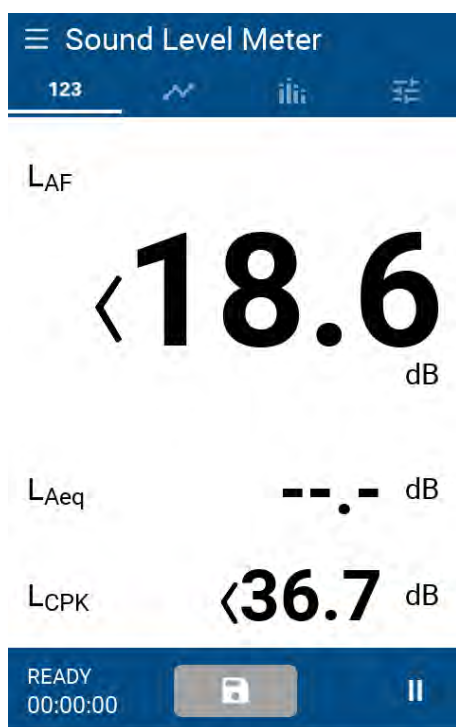 Sound Level Meter
123
LAF
<18.6
dB
LAeq --.- dB
LCPK <36.7 dB
READY
00:00:00